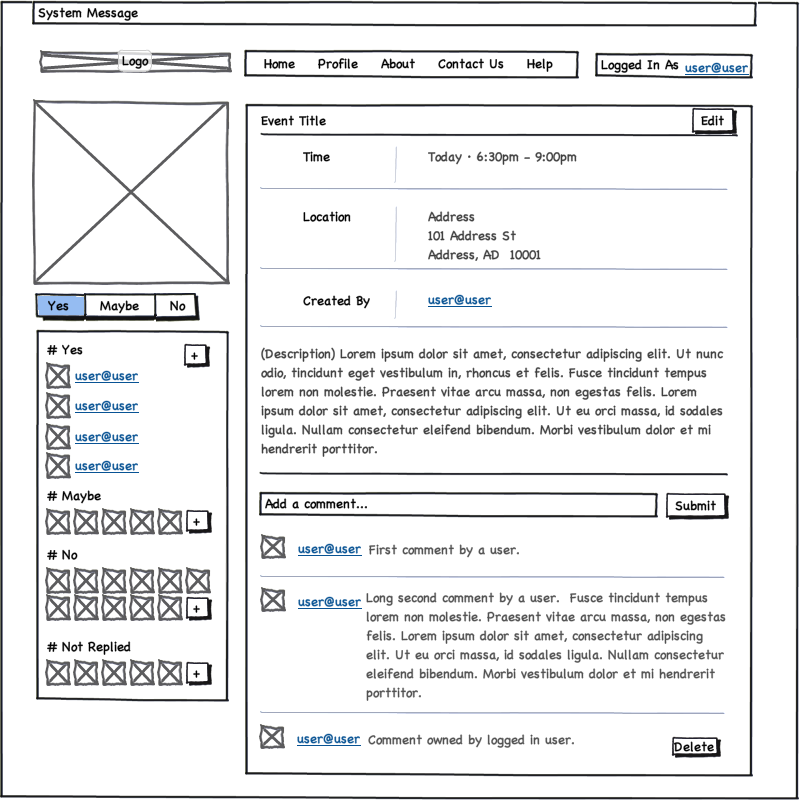 System Message
Logo
Home Profile About Contact Us Help
Logged In As user@user
Event Title
Edit
Time
Today · 6:30pm – 9:00pm
Location
Address
101 Address St
Address, AD 10001
Created By
user@user
(Description) Lorem ipsum dolor sit amet, consectetur adipiscing elit. Ut nunc
odio, tincidunt eget vestibulum in, rhoncus et felis. Fusce tincidunt tempus
lorem non molestie. Praesent vitae arcu massa, non egestas felis. Lorem
ipsum dolor sit amet, consectetur adipiscing elit. Ut eu orci massa, id sodales
ligula. Nullam consectetur eleifend bibendum. Morbi vestibulum dolor et mi
hendrerit porttitor.
Yes Maybe No
# Yes
+
user@user
user@user
user@user
user@user
# Maybe
+
# No
+
# Not Replied
+
Add a comment...
Submit
user@user First comment by a user.
user@user Long second comment by a user. Fusce tincidunt tempus
lorem non molestie. Praesent vitae arcu massa, non egestas
felis. Lorem ipsum dolor sit amet, consectetur adipiscing
elit. Ut eu orci massa, id sodales ligula. Nullam consectetur
eleifend bibendum. Morbi vestibulum dolor et mi hendrerit
porttitor.
user@user Comment owned by logged in user.
Delete